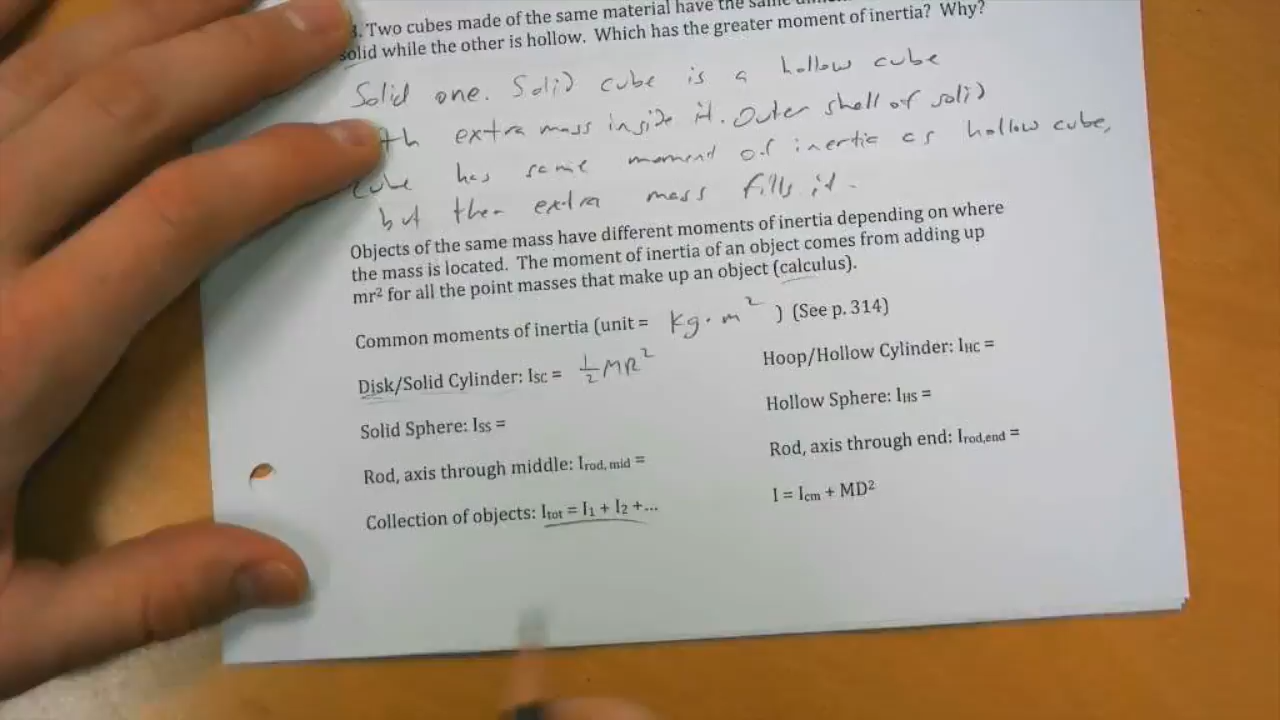 3. Two cubes made of the same material have the same
solid while the other is hollow. Which has the greater moment of inertia? Why?
Solid one. Solid cube is a hollow cube
th extra mass inside it. Outer shell of solid
cube has same moment of inertia as hollow cube,
but then extra mass fills it.
Objects of the same mass have different moments of inertia depending on where
the mass is located. The moment of inertia of an object comes from adding up
mr² for all the point masses that make up an object (calculus).
Common moments of inertia (unit = kg·m² ) (See p. 314)
Disk/Solid Cylinder: ISC = 1/2 MR²
Hoop/Hollow Cylinder: IHC =
Solid Sphere: ISS =
Hollow Sphere: IHS =
Rod, axis through middle: Irod, mid =
Rod, axis through end: Irod,end =
Collection of objects: Itot = I1 + I2 +...
I = Icm + MD²